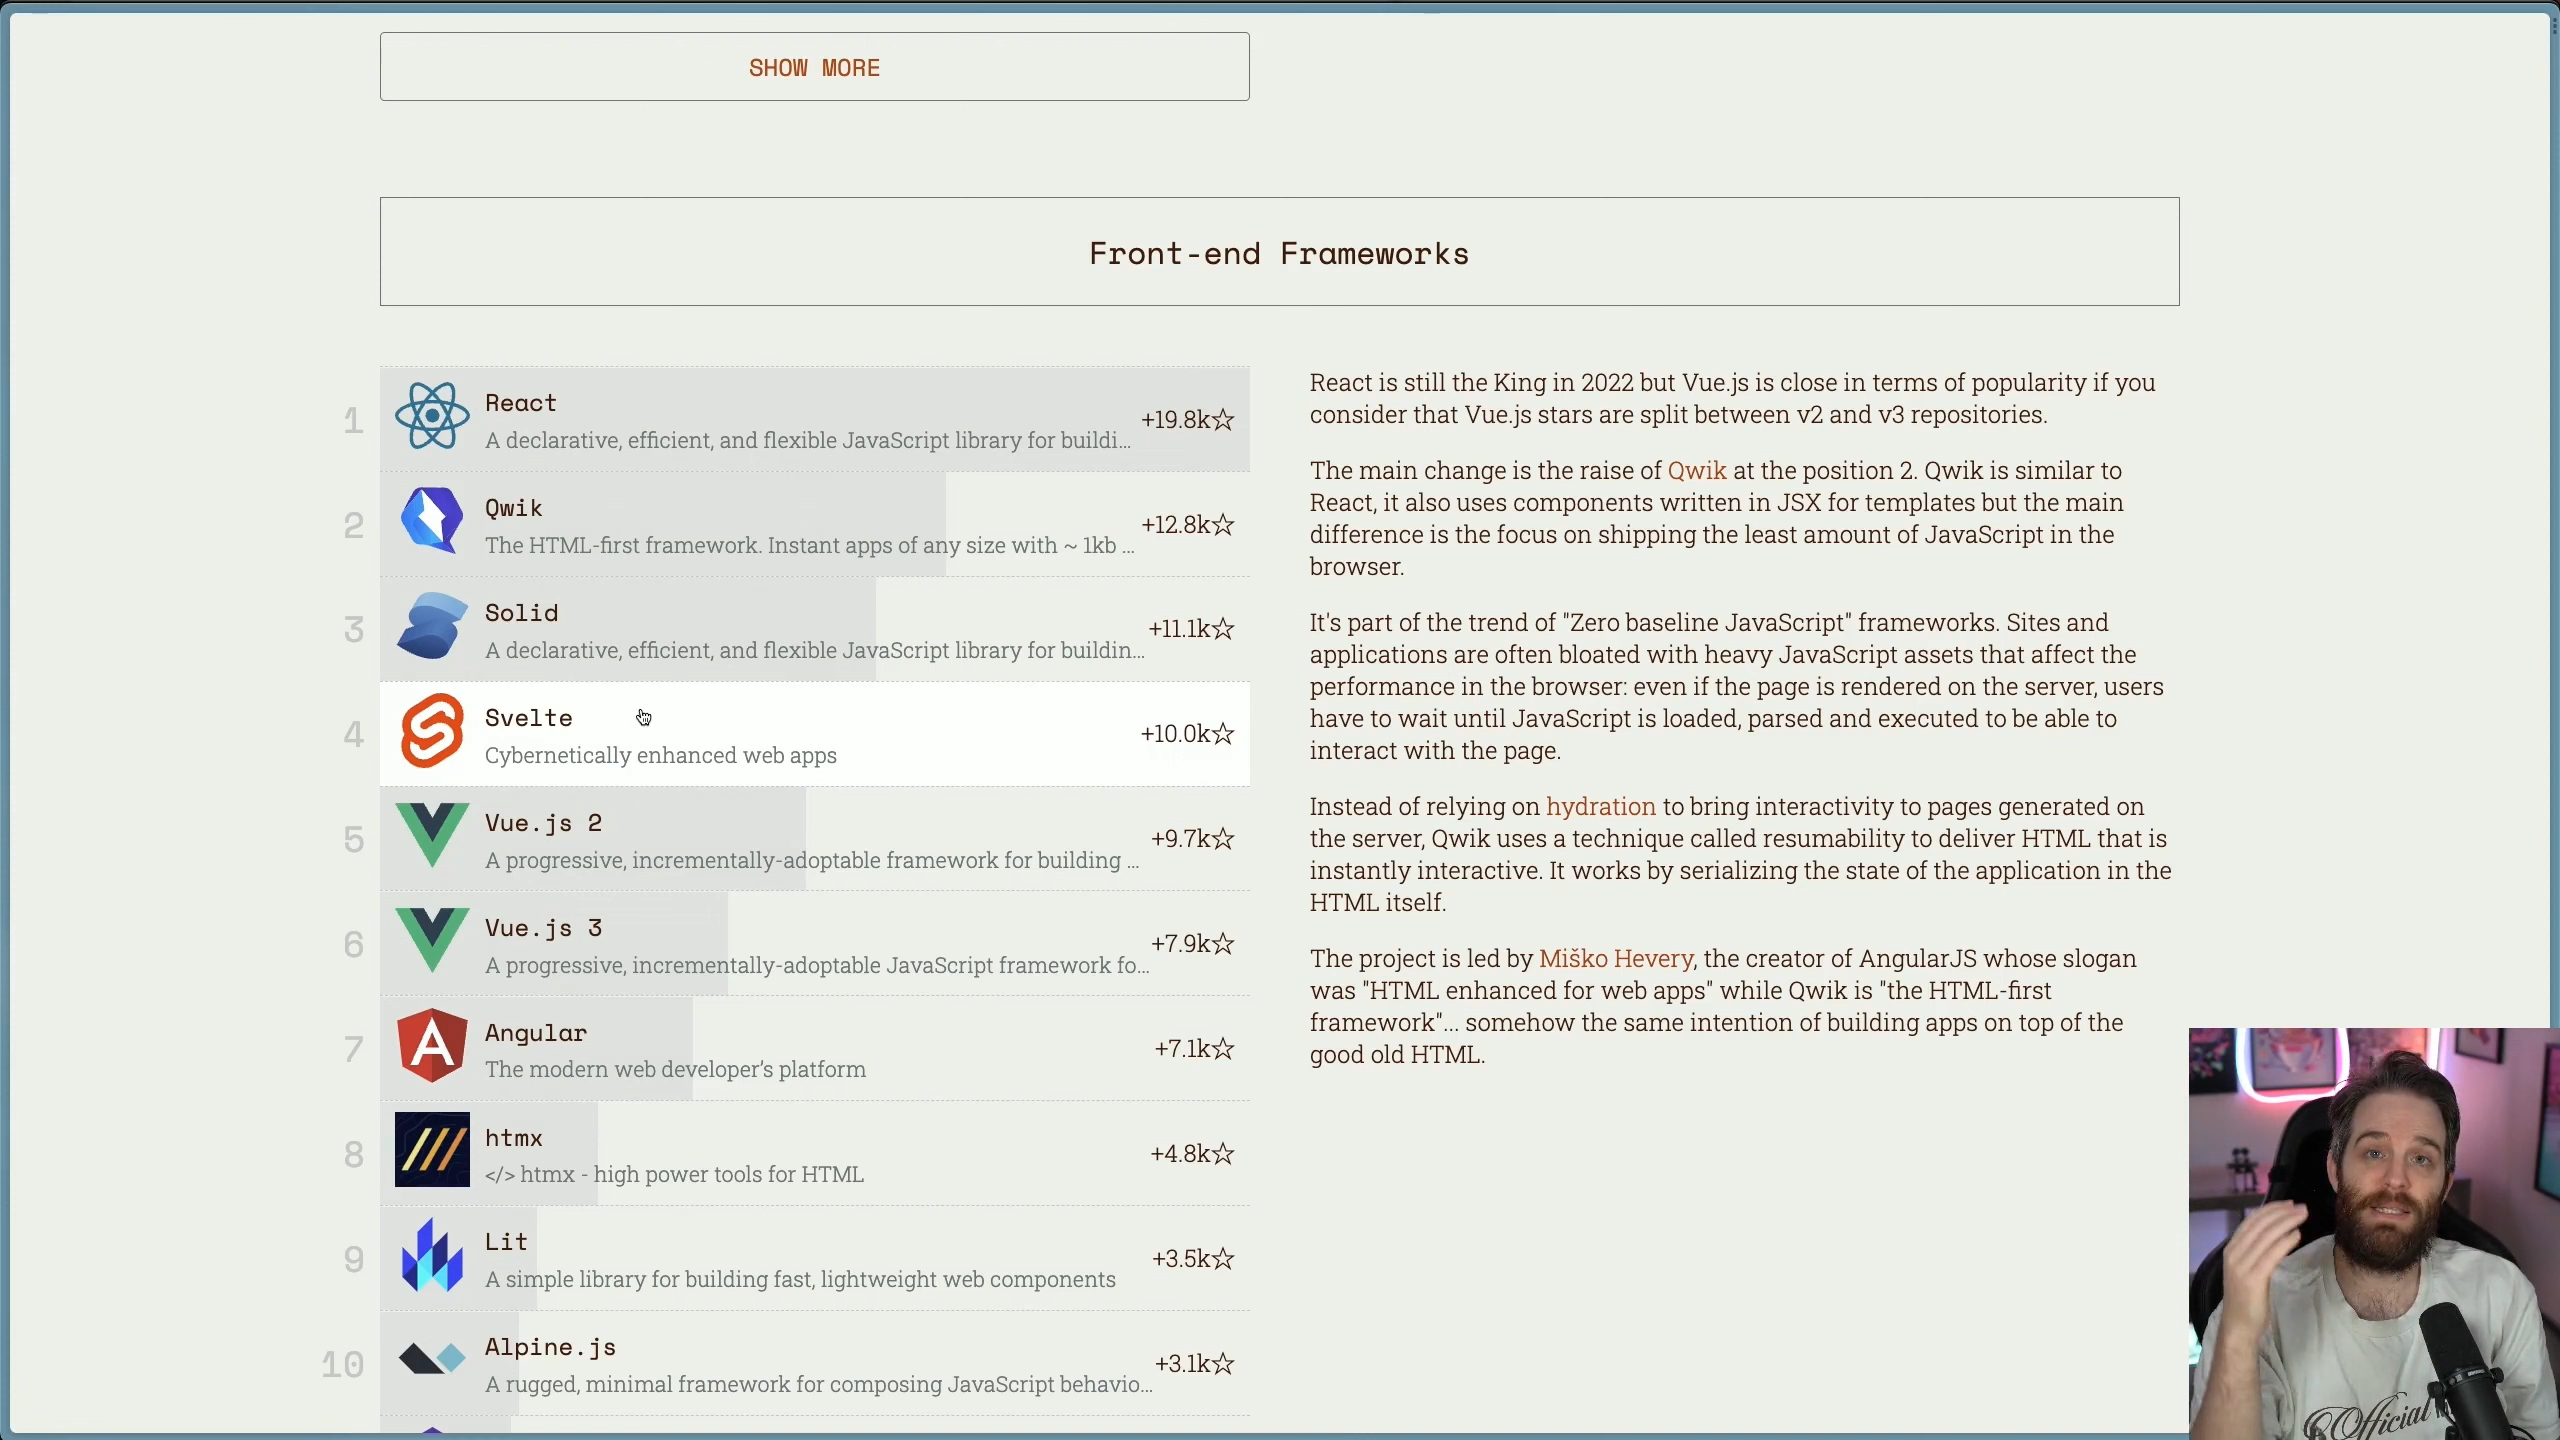 SHOW MORE
Front-end Frameworks
1
React
A declarative, efficient, and flexible JavaScript library for buildi...
+19.8k☆
2
Qwik
The HTML-first framework. Instant apps of any size with ~ 1kb ...
+12.8k☆
3
Solid
A declarative, efficient, and flexible JavaScript library for buildin...
+11.1k☆
4
Svelte
Cybernetically enhanced web apps
+10.0k☆
5
Vue.js 2
A progressive, incrementally-adoptable framework for building ...
+9.7k☆
6
Vue.js 3
A progressive, incrementally-adoptable JavaScript framework fo...
+7.9k☆
7
Angular
The modern web developer's platform
+7.1k☆
8
htmx
</> htmx - high power tools for HTML
+4.8k☆
9
Lit
A simple library for building fast, lightweight web components
+3.5k☆
10
Alpine.js
A rugged, minimal framework for composing JavaScript behavio...
+3.1k☆
React is still the King in 2022 but Vue.js is close in terms of popularity if you
consider that Vue.js stars are split between v2 and v3 repositories.
The main change is the raise of Qwik at the position 2. Qwik is similar to
React, it also uses components written in JSX for templates but the main
difference is the focus on shipping the least amount of JavaScript in the
browser.
It's part of the trend of "Zero baseline JavaScript" frameworks. Sites and
applications are often bloated with heavy JavaScript assets that affect the
performance in the browser: even if the page is rendered on the server, users
have to wait until JavaScript is loaded, parsed and executed to be able to
interact with the page.
Instead of relying on hydration to bring interactivity to pages generated on
the server, Qwik uses a technique called resumability to deliver HTML that is
instantly interactive. It works by serializing the state of the application in the
HTML itself.
The project is led by Miško Hevery, the creator of AngularJS whose slogan
was "HTML enhanced for web apps" while Qwik is "the HTML-first
framework"... somehow the same intention of building apps on top of the
good old HTML.
Official